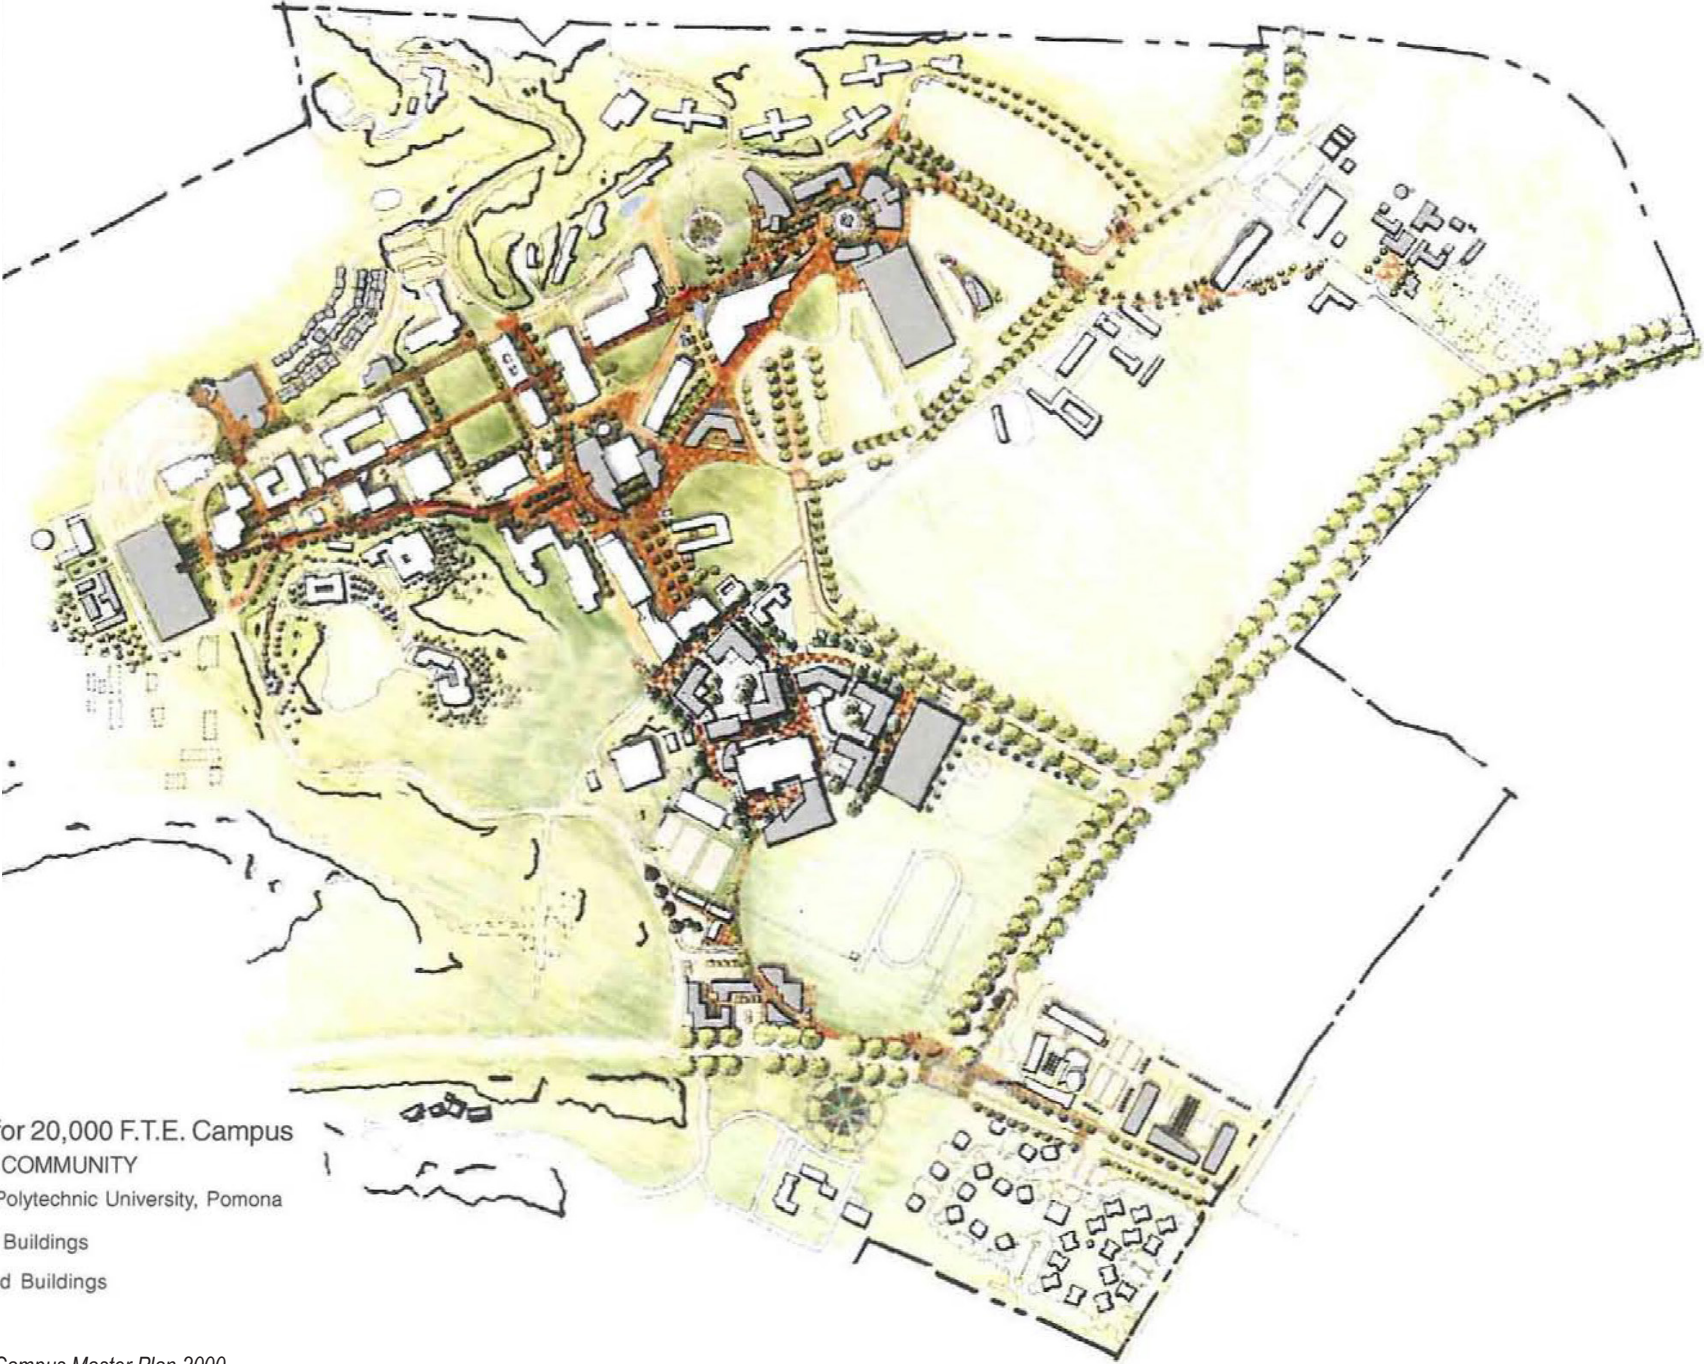 for 20,000 F.T.E. Campus
COMMUNITY
Polytechnic University, Pomona
Buildings
d Buildings
Campus Master Plan 2000